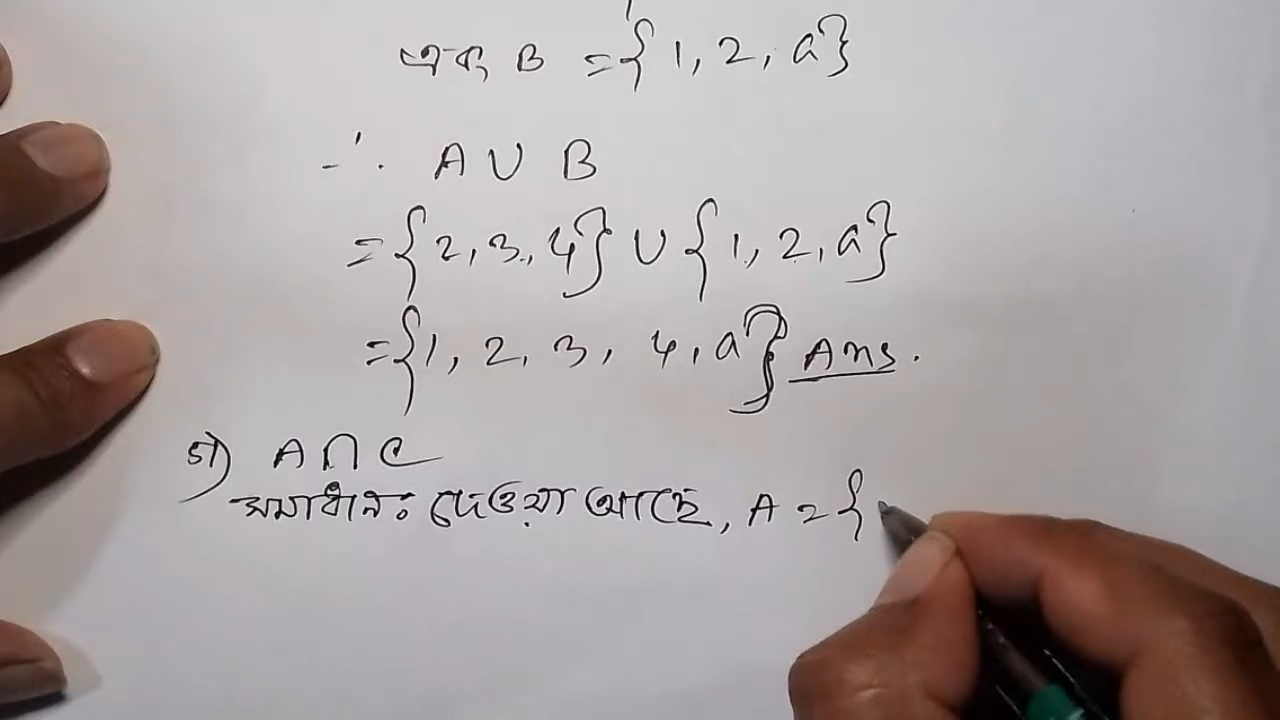 এবং B = {1, 2, a}
∴ A ∪ B
= {2, 3, 4} ∪ {1, 2, a}
= {1, 2, 3, 4, a} Ans.
গ) A ∩ C
সমাধান: দেওয়া আছে, A = {